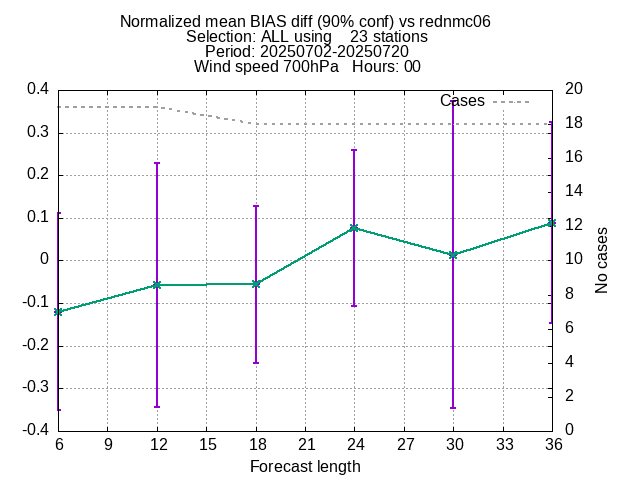 Normalized mean BIAS diff (90% conf) vs rednmc06
Selection: ALL using    23 stations
Period: 20250702-20250720
Wind speed 700hPa   Hours: 00
Cases
0.4
0.3
0.2
0.1
0
-0.1
-0.2
-0.3
-0.4
20
18
16
14
12
10
8
6
4
2
0
No cases
6 9 12 15 18 21 24 27 30 33 36
Forecast length